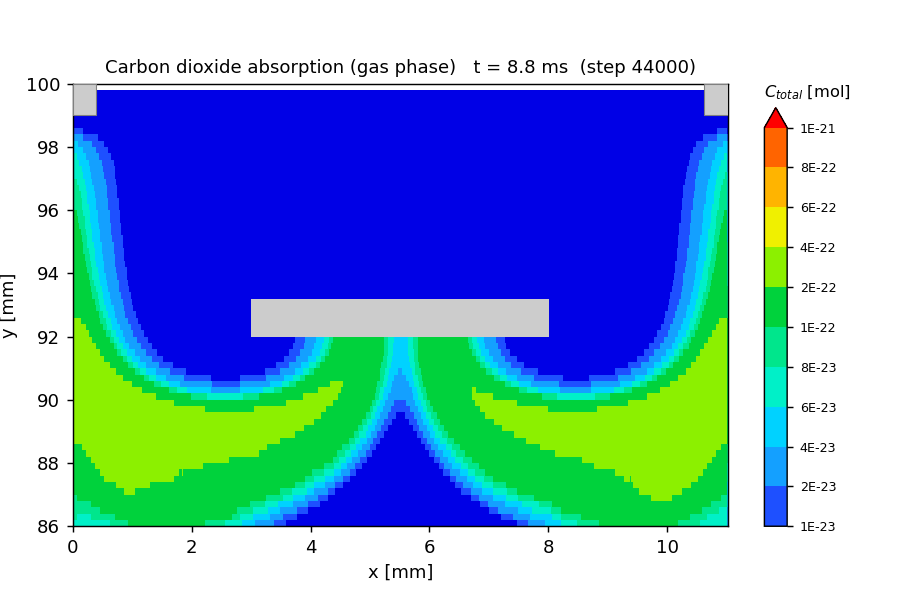 Carbon dioxide absorption (gas phase)   t = 8.8 ms  (step 44000)
C_total [mol]
100
98
96
94
92
90
88
86
y [mm]
0 2 4 6 8 10
x [mm]
1E-21
8E-22
6E-22
4E-22
2E-22
1E-22
8E-23
6E-23
4E-23
2E-23
1E-23